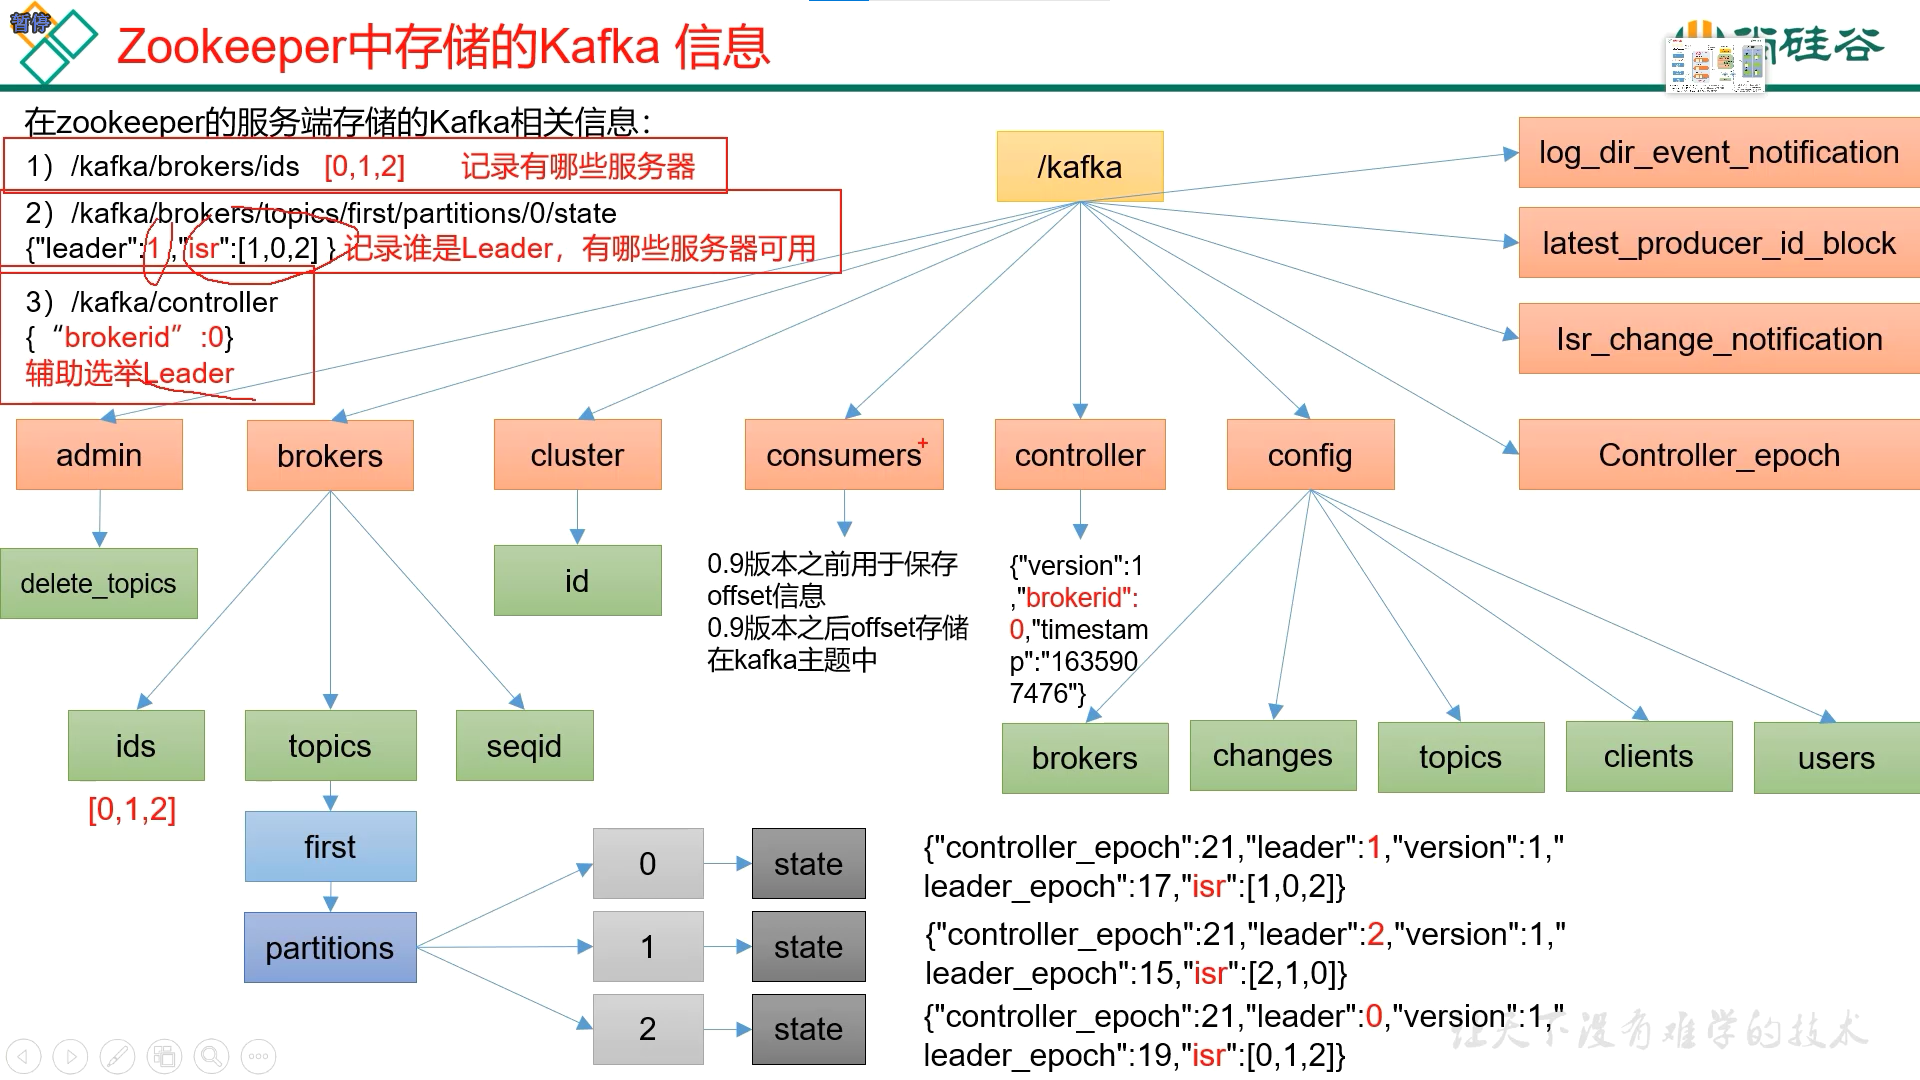 暂停
Zookeeper中存储的Kafka 信息
尚硅谷
在zookeeper的服务端存储的Kafka相关信息：
1）/kafka/brokers/ids [0,1,2] 记录有哪些服务器
2）/kafka/brokers/topics/first/partitions/0/state
{"leader":1 ,"isr":[1,0,2] } 记录谁是Leader，有哪些服务器可用
3）/kafka/controller
{“brokerid”:0}
辅助选举Leader
/kafka
log_dir_event_notification
latest_producer_id_block
Isr_change_notification
Controller_epoch
admin
brokers
cluster
consumers
controller
config
delete_topics
id
0.9版本之前用于保存
offset信息
0.9版本之后offset存储
在kafka主题中
{"version":1
,"brokerid":
0,"timestam
p":"163590
7476"}
ids
topics
seqid
brokers
changes
topics
clients
users
[0,1,2]
first
partitions
0
state
1
state
2
state
{"controller_epoch":21,"leader":1,"version":1,"
leader_epoch":17,"isr":[1,0,2]}
{"controller_epoch":21,"leader":2,"version":1,"
leader_epoch":15,"isr":[2,1,0]}
{"controller_epoch":21,"leader":0,"version":1,"
leader_epoch":19,"isr":[0,1,2]}
让天下没有难学的技术